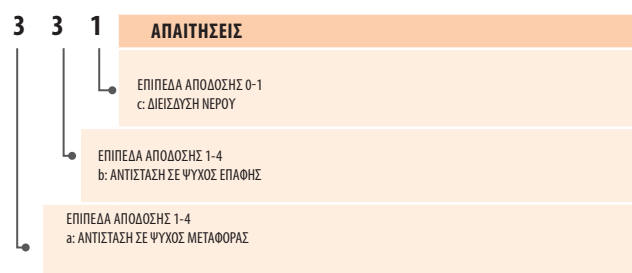 3 3 1 ΑΠΑΙΤΗΣΕΙΣ
ΕΠΙΠΕΔΑ ΑΠΟΔΟΣΗΣ 0-1
c: ΔΙΕΙΣΔΥΣΗ ΝΕΡΟΥ
ΕΠΙΠΕΔΑ ΑΠΟΔΟΣΗΣ 1-4
b: ΑΝΤΙΣΤΑΣΗ ΣΕ ΨΥΧΟΣ ΕΠΑΦΗΣ
ΕΠΙΠΕΔΑ ΑΠΟΔΟΣΗΣ 1-4
a: ΑΝΤΙΣΤΑΣΗ ΣΕ ΨΥΧΟΣ ΜΕΤΑΦΟΡΑΣ